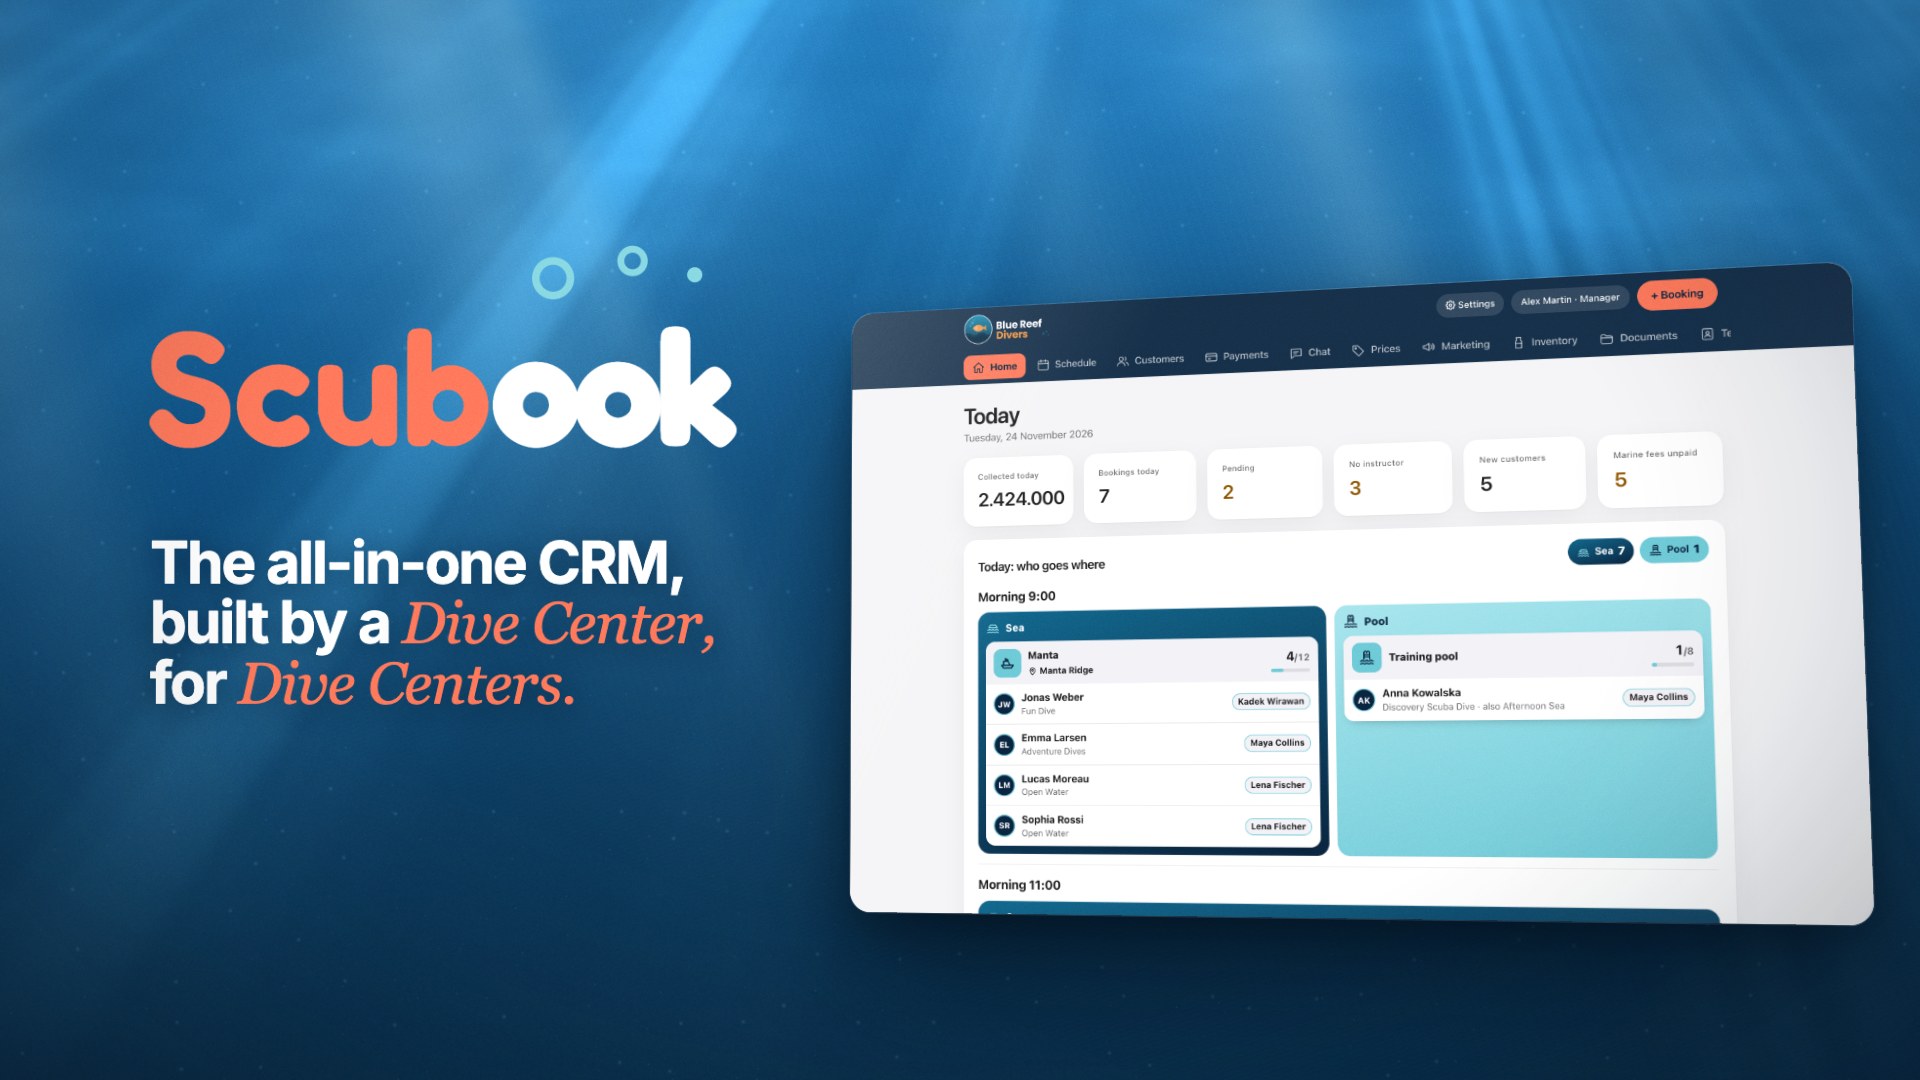 Scubook
The all-in-one CRM,
built by a Dive Center,
for Dive Centers.
Blue Reef
Divers
Settings
Alex Martin · Manager
+ Booking
Home
Schedule
Customers
Payments
Chat
Prices
Marketing
Inventory
Documents
Te
Today
Tuesday, 24 November 2026
Collected today
2.424.000
Bookings today
7
Pending
2
No instructor
3
New customers
5
Marine fees unpaid
5
Today: who goes where
Sea 7
Pool 1
Morning 9:00
Sea
Manta
Manta Ridge
4/12
JW
Jonas Weber
Fun Dive
Kadek Wirawan
EL
Emma Larsen
Adventure Dives
Maya Collins
LM
Lucas Moreau
Open Water
Lena Fischer
SR
Sophia Rossi
Open Water
Lena Fischer
Pool
Training pool
1/8
AK
Anna Kowalska
Discovery Scuba Dive · also Afternoon Sea
Maya Collins
Morning 11:00